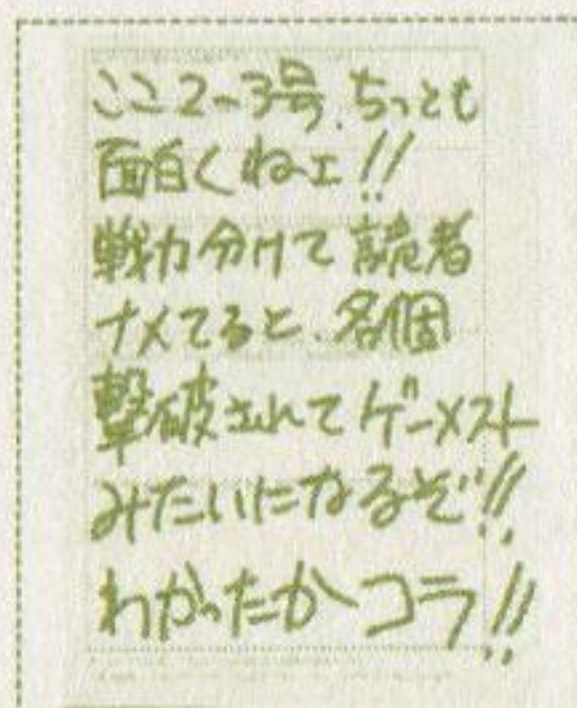 ここ2~3号、ちっとも
面白くねェ!!
戦力分けて読者
ナメてると、各個
撃破されてゲーメスト
みたいになるぞ!!
わかったかコラ!!